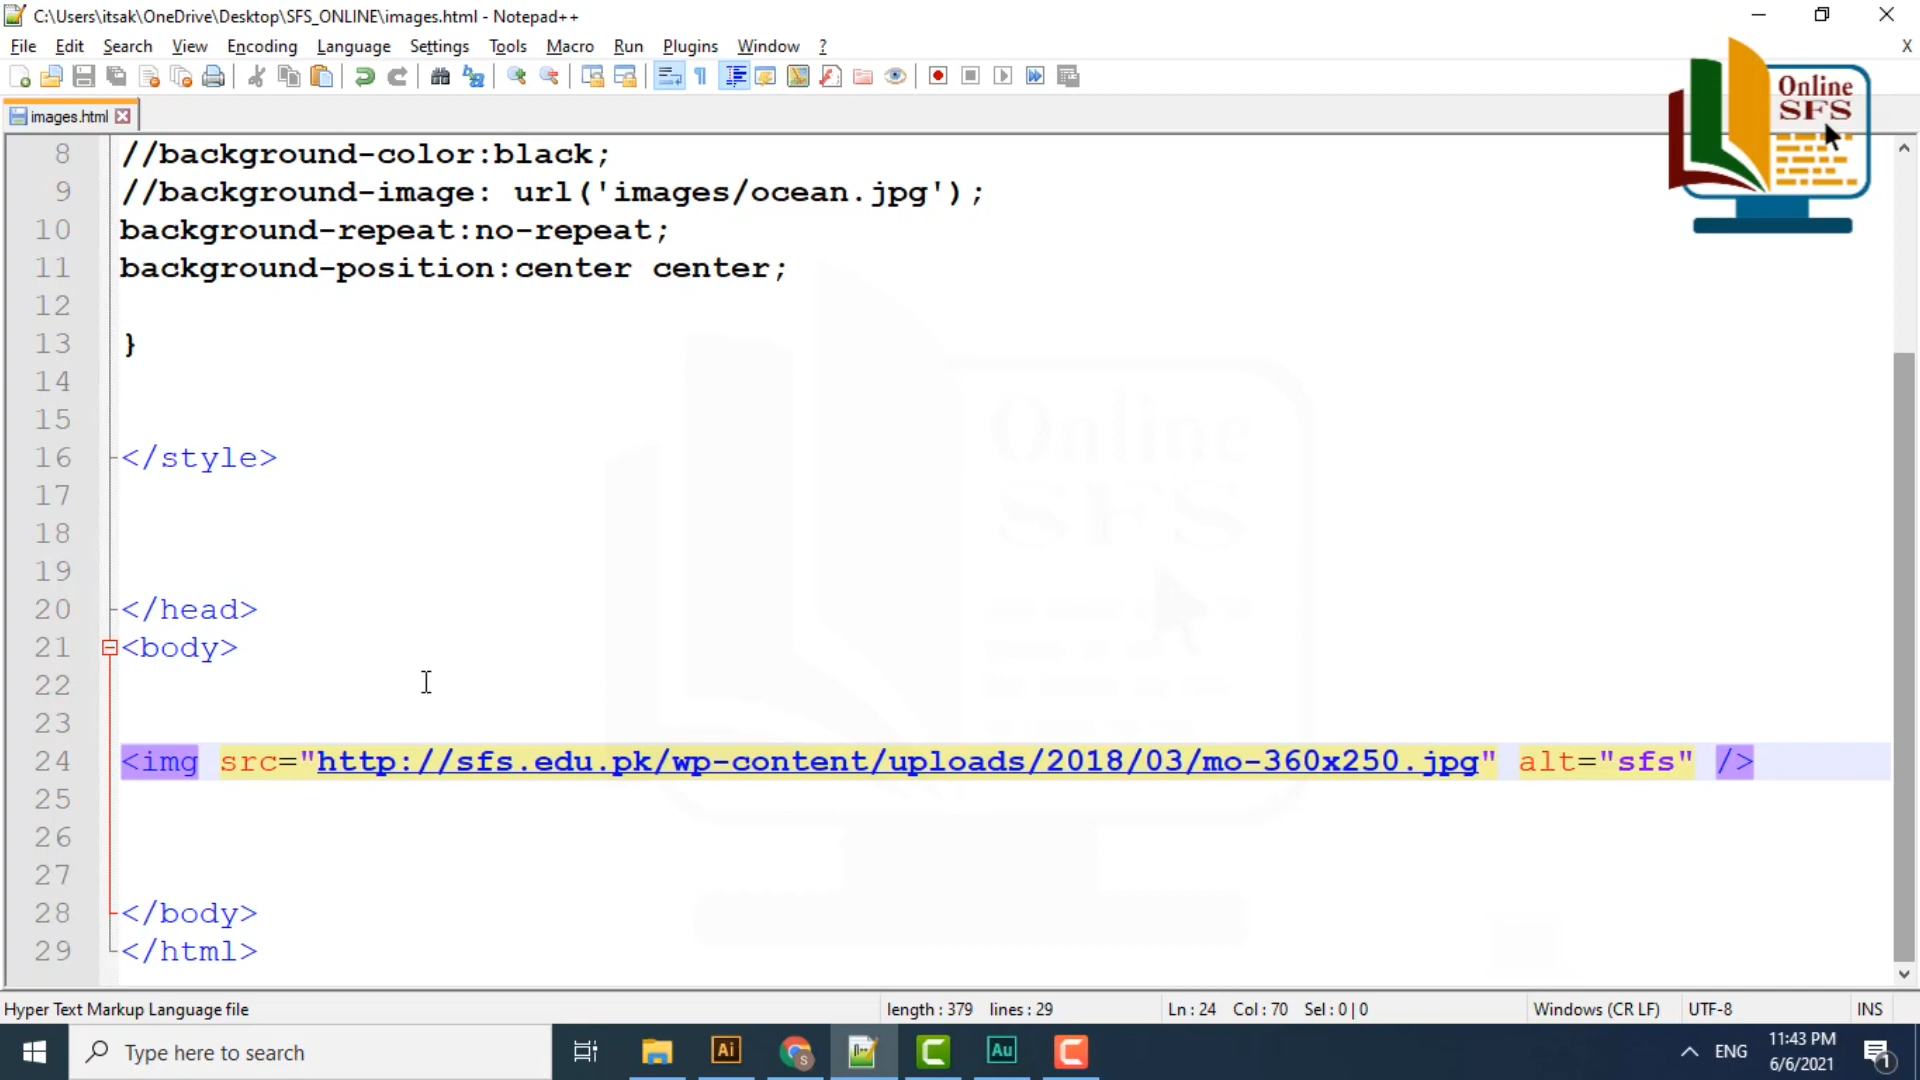 C:\Users\itsak\OneDrive\Desktop\SFS_ONLINE\images.html - Notepad++
File Edit Search View Encoding Language Settings Tools Macro Run Plugins Window ? X
images.html
Online
SFS
8 //background-color:black;
9 //background-image: url('images/ocean.jpg');
10 background-repeat:no-repeat;
11 background-position:center center;
12
13 }
14
15
16 </style>
17
18
19
20 </head>
21 <body>
22
23
24 <img src="http://sfs.edu.pk/wp-content/uploads/2018/03/mo-360x250.jpg" alt="sfs" />
25
26
27
28 </body>
29 </html>
Online
SFS
Hyper Text Markup Language file length : 379 lines : 29 Ln : 24 Col : 70 Sel : 0 | 0 Windows (CR LF) UTF-8 INS
Type here to search Ai Au ENG 11:43 PM
6/6/2021 1